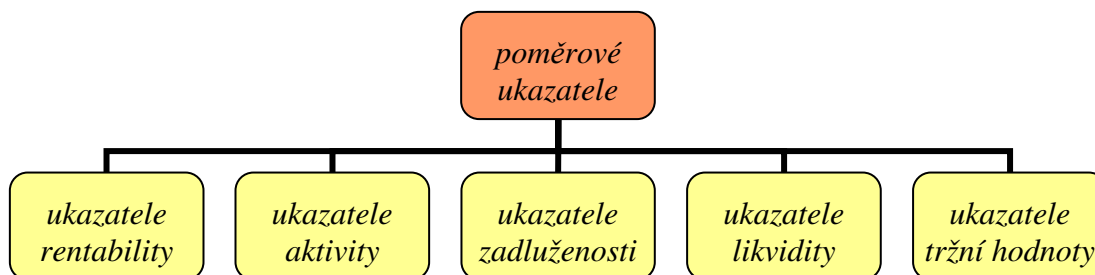 poměrové
ukazatele
ukazatele
rentability
ukazatele
aktivity
ukazatele
zadluženosti
ukazatele
likvidity
ukazatele
tržní hodnoty